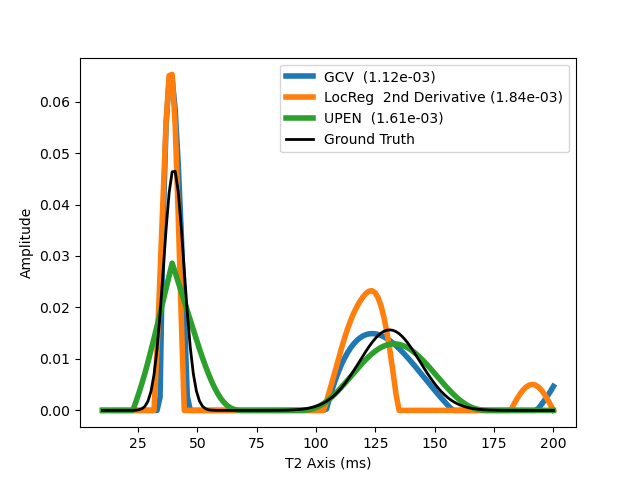 GCV (1.12e-03)
LocReg 2nd Derivative (1.84e-03)
UPEN (1.61e-03)
Ground Truth
Amplitude
0.06
0.05
0.04
0.03
0.02
0.01
0.00
25 50 75 100 125 150 175 200
T2 Axis (ms)